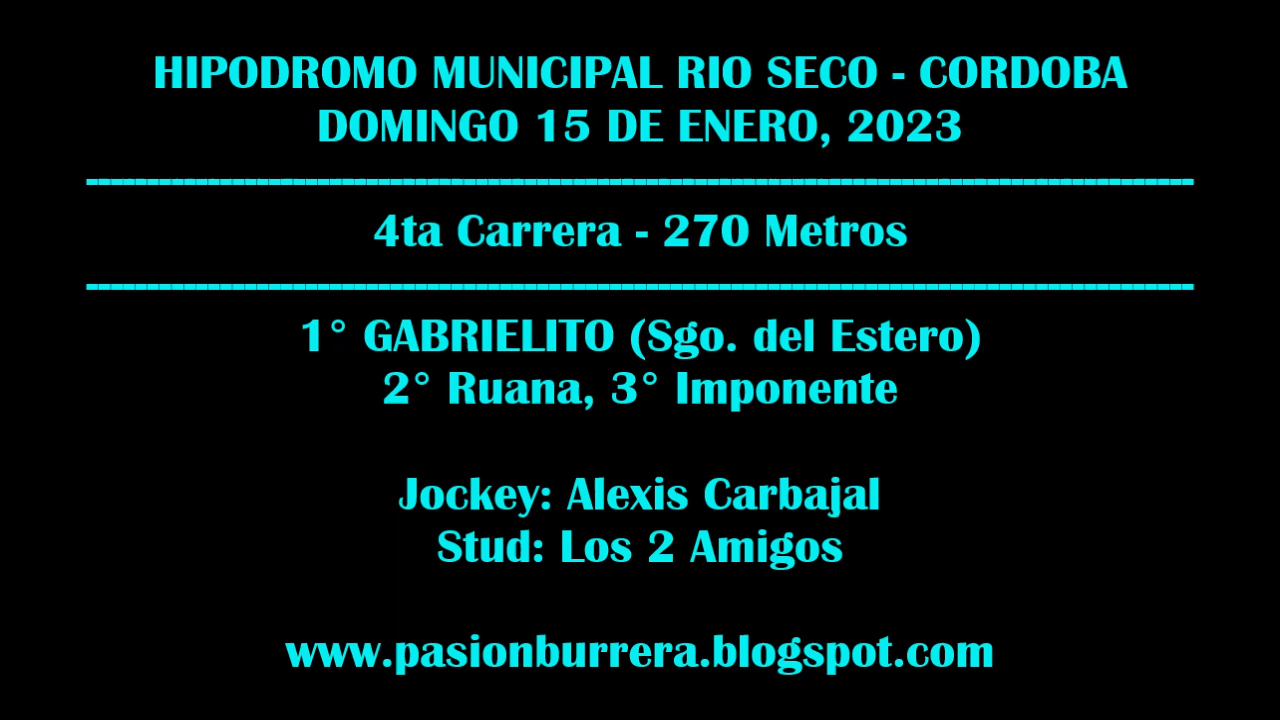 HIPODROMO MUNICIPAL RIO SECO - CORDOBA
DOMINGO 15 DE ENERO, 2023
4ta Carrera - 270 Metros
1° GABRIELITO (Sgo. del Estero)
2° Ruana, 3° Imponente
Jockey: Alexis Carbajal
Stud: Los 2 Amigos
www.pasionburrera.blogspot.com